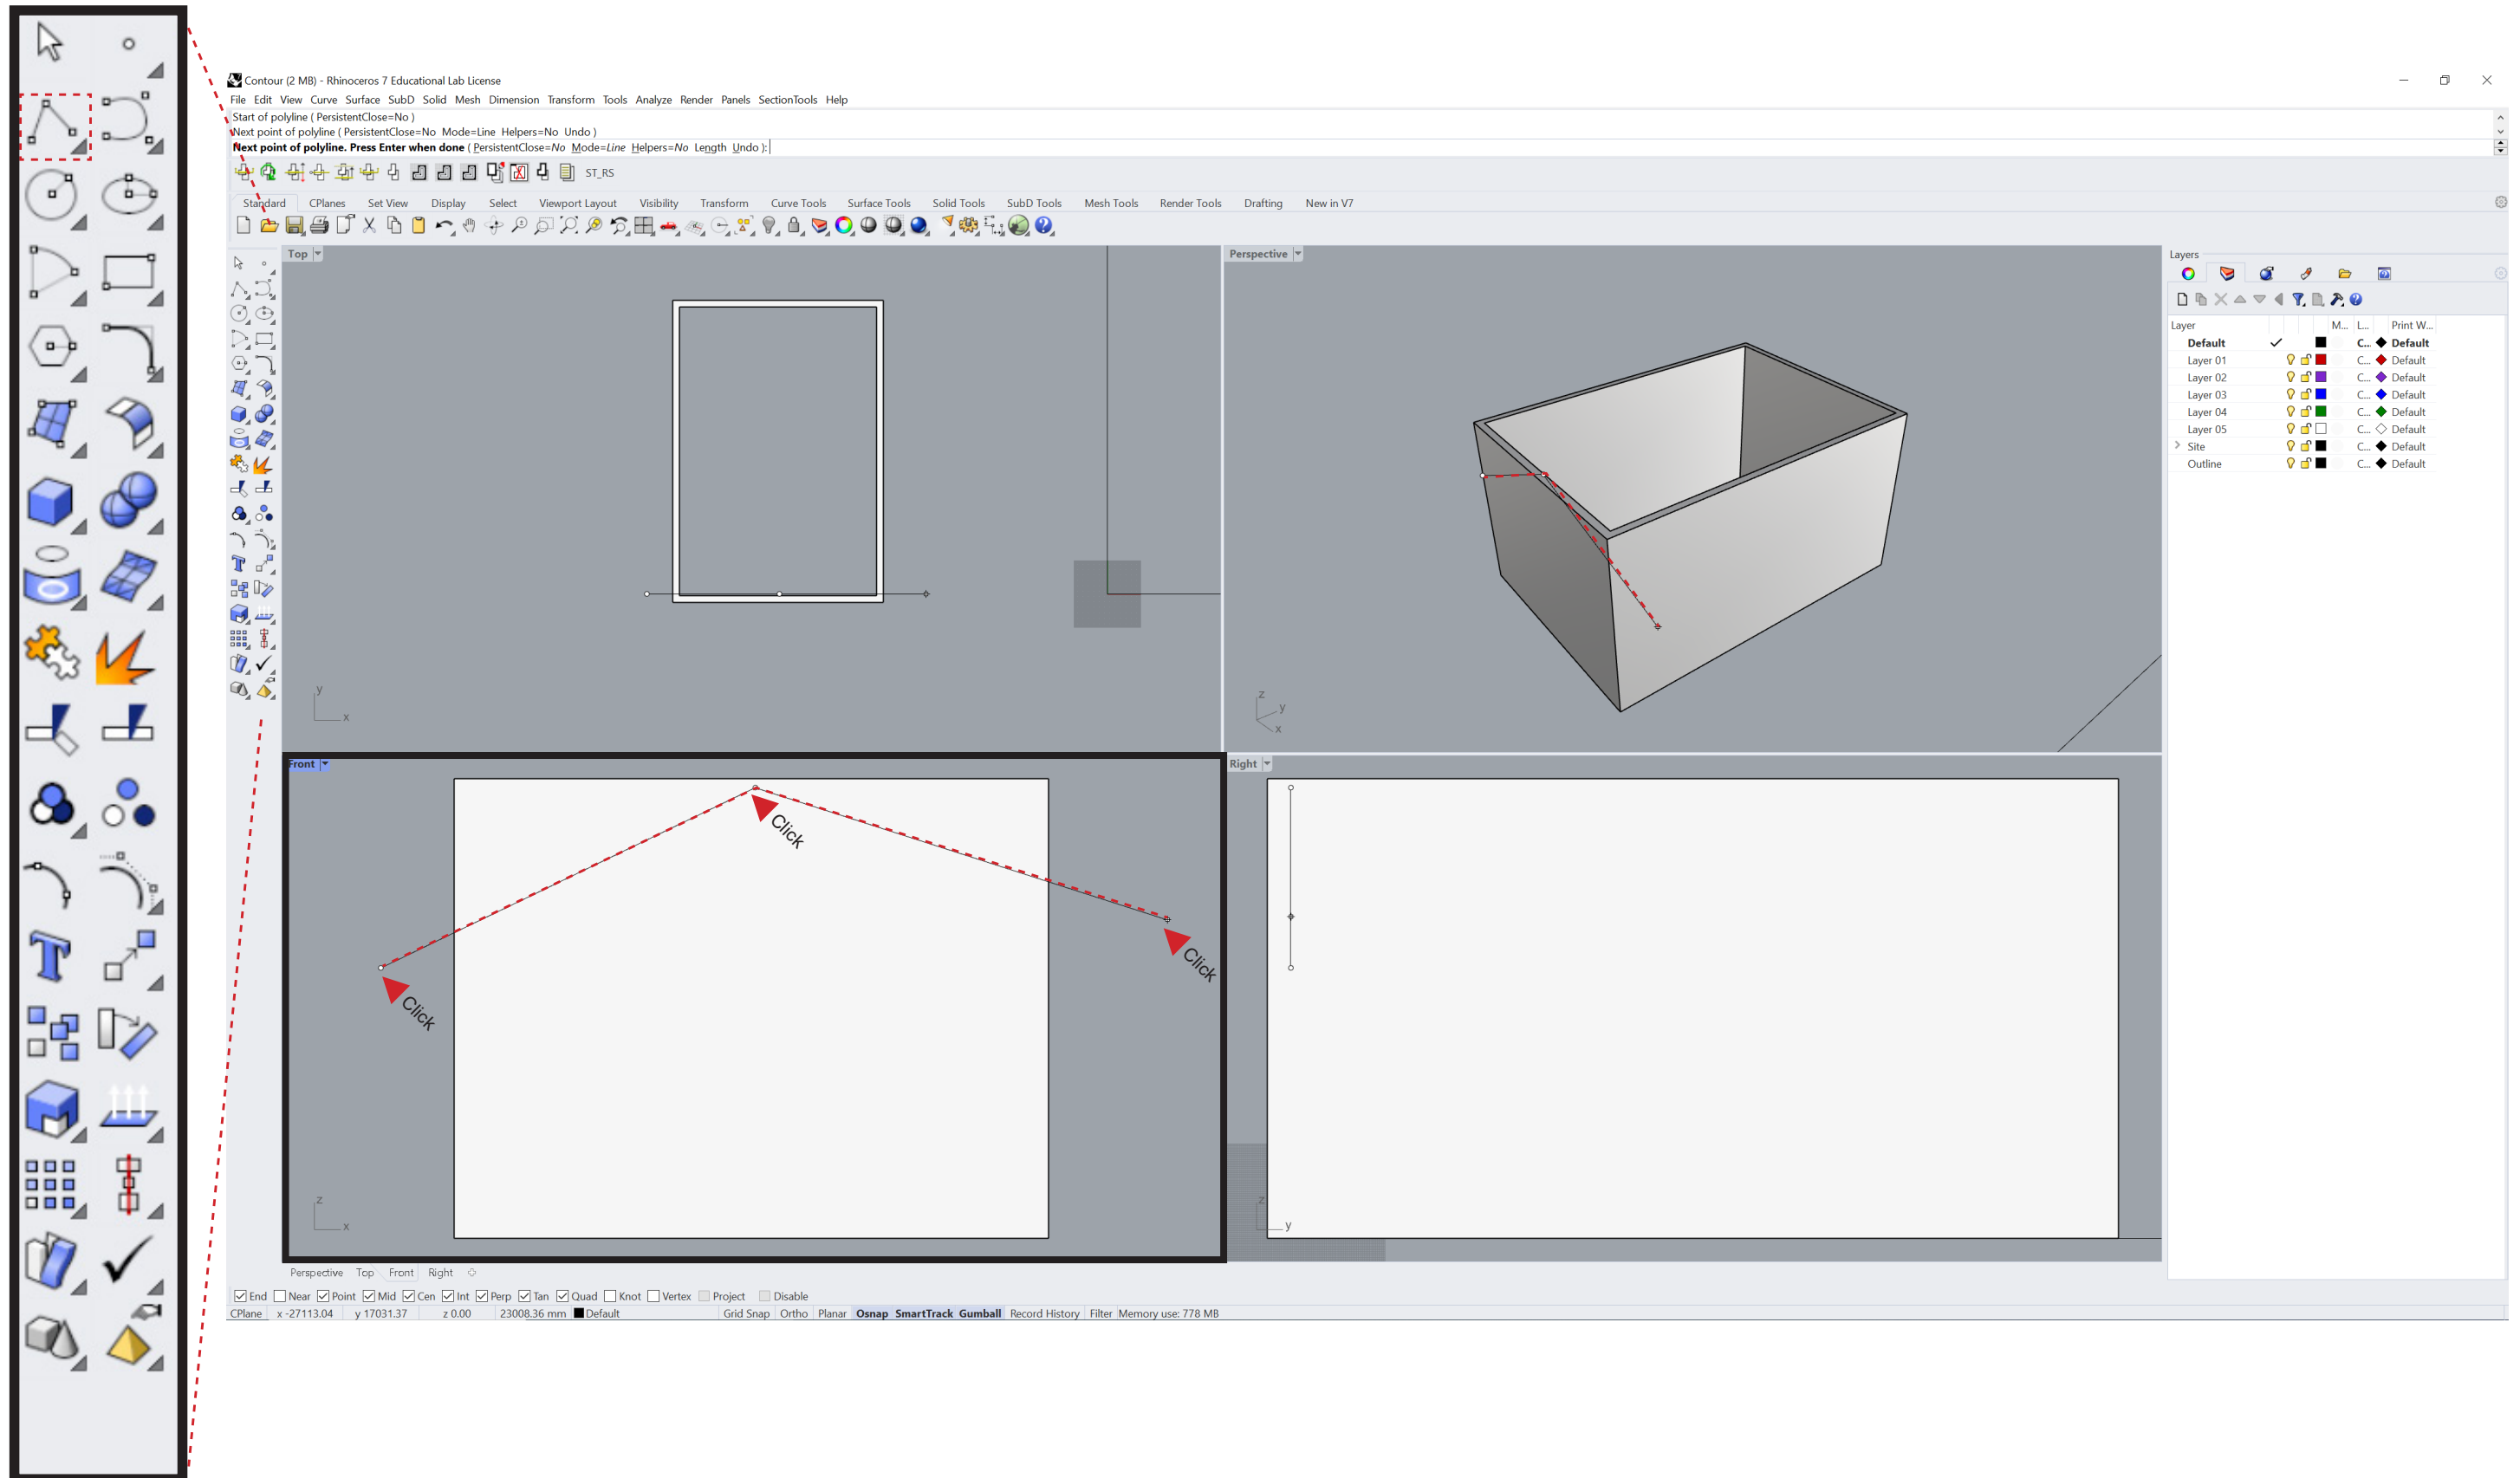 Contour (2 MB) - Rhinoceros 7 Educational Lab License
File Edit View Curve Surface SubD Solid Mesh Dimension Transform Tools Analyze Render Panels SectionTools Help
Start of polyline ( PersistentClose=No )
Next point of polyline ( PersistentClose=No Mode=Line Helpers=No Undo )
Next point of polyline. Press Enter when done ( PersistentClose=No Mode=Line Helpers=No Length Undo ):
ST_RS
Standard CPlanes Set View Display Select Viewport Layout Visibility Transform Curve Tools Surface Tools Solid Tools SubD Tools Mesh Tools Render Tools Drafting New in V7
Top
y
x
Perspective
z
y
x
Layers
Layer M... L... Print W...
Default C... Default
Layer 01 C... Default
Layer 02 C... Default
Layer 03 C... Default
Layer 04 C... Default
Layer 05 C... Default
Site C... Default
Outline C... Default
Front
Click
Click
Click
z
x
Right
z
y
Perspective Top Front Right
End Near Point Mid Cen Int Perp Tan Quad Knot Vertex Project Disable
CPlane x -27113.04 y 17031.37 z 0.00 23008.36 mm Default Grid Snap Ortho Planar Osnap SmartTrack Gumball Record History Filter Memory use: 778 MB